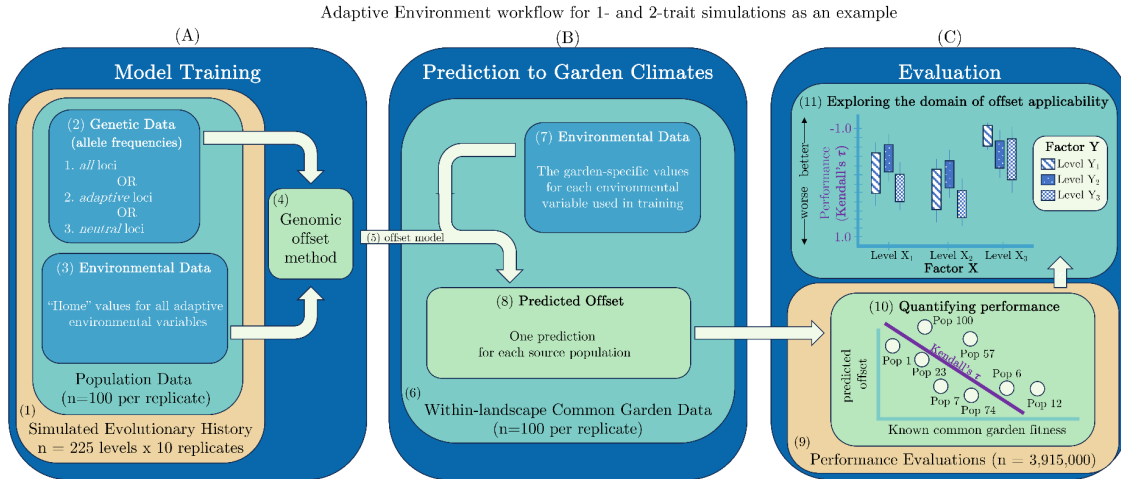 Adaptive Environment workflow for 1- and 2-trait simulations as an example
(A)
Model Training
(2) Genetic Data
(allele frequencies)
1. all loci
OR
2. adaptive loci
OR
3. neutral loci
(3) Environmental Data
“Home” values for all adaptive
environmental variables
Population Data
(n=100 per replicate)
(1)
Simulated Evolutionary History
n = 225 levels x 10 replicates
(4)
Genomic
offset
method
(5) offset model
(B)
Prediction to Garden Climates
(7) Environmental Data
The garden-specific values
for each environmental
variable used in training
(8) Predicted Offset
One prediction
for each source population
(6)
Within-landscape Common Garden Data
(n=100 per replicate)
(C)
Evaluation
(11) Exploring the domain of offset applicability
worse better
Performance
(Kendall's τ)
-1.0
1.0
Level X1
Level X2
Level X3
Factor X
Factor Y
Level Y1
Level Y2
Level Y3
(10) Quantifying performance
predicted
offset
Pop 100
Pop 57
Pop 1
Pop 23
Kendall's τ
Pop 6
Pop 7
Pop 74
Pop 12
Known common garden fitness
(9)
Performance Evaluations (n = 3,915,000)